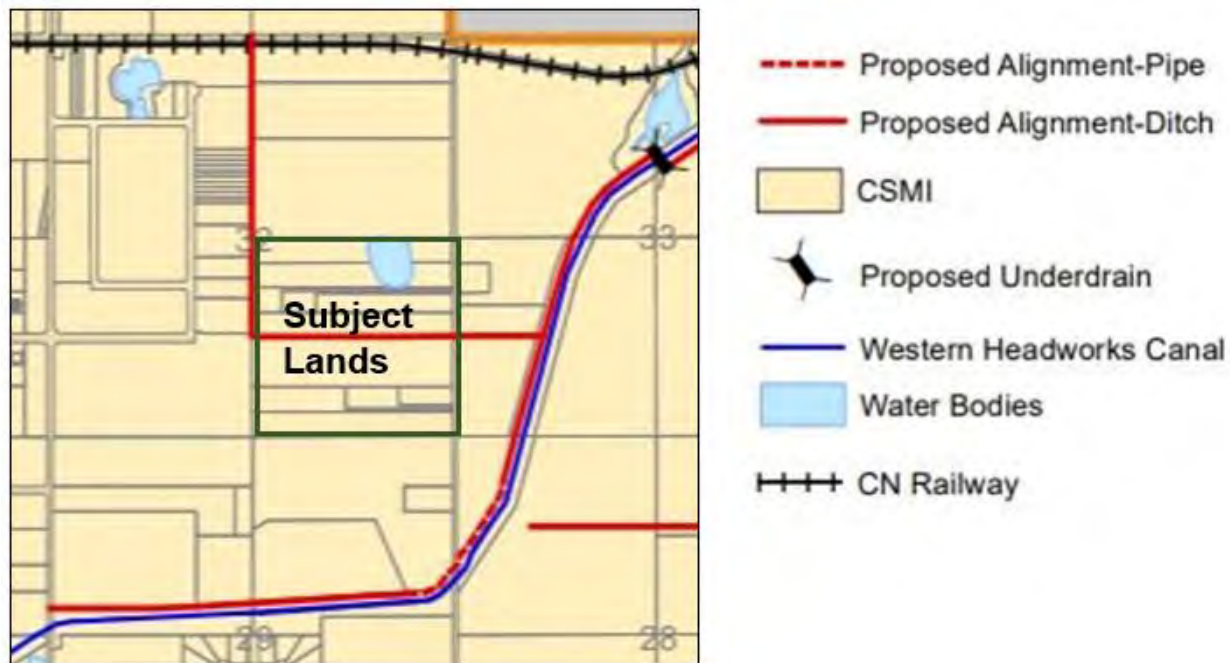 32
33
Subject
Lands
29
28
Proposed Alignment-Pipe
Proposed Alignment-Ditch
CSMI
Proposed Underdrain
Western Headworks Canal
Water Bodies
CN Railway